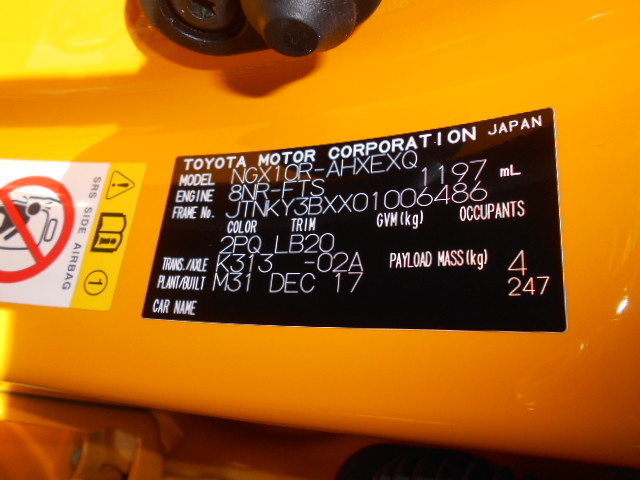 TOYOTA MOTOR CORPORATION JAPAN
MODEL NGX10R-AHXEXQ
ENGINE 8NR-FTS 1197 mL
FRAME No. JTNKY3BXX01006486
COLOR TRIM GVM(kg) OCCUPANTS
2PQ LB20
TRANS./AXLE K313 -02A PAYLOAD MASS(kg) 4
PLANT/BUILT M31 DEC 17 247
CAR NAME
SRS SIDE AIRBAG
1